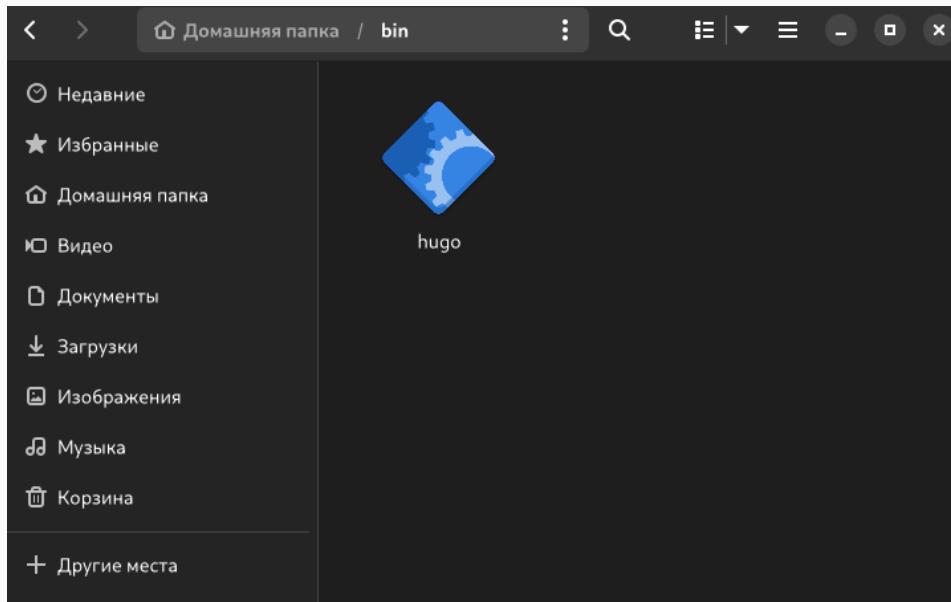 Домашняя папка / bin
Недавние
Избранные
Домашняя папка
Видео
Документы
Загрузки
Изображения
Музыка
Корзина
Другие места
hugo